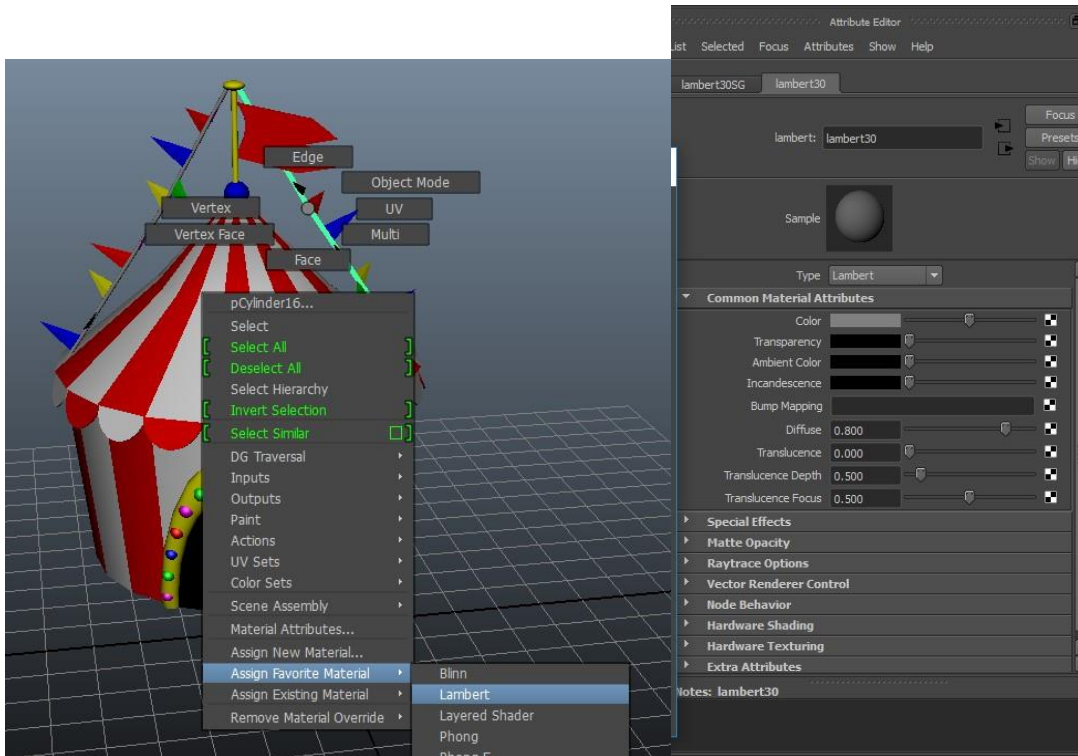 Edge
Object Mode
Vertex
UV
Vertex Face
Multi
Face
pCylinder16...
Select
Select All
Deselect All
Select Hierarchy
Invert Selection
Select Similar
DG Traversal
Inputs
Outputs
Paint
Actions
UV Sets
Color Sets
Scene Assembly
Material Attributes...
Assign New Material...
Assign Favorite Material
Assign Existing Material
Remove Material Override
Blinn
Lambert
Layered Shader
Phong
Phong E
Attribute Editor
List Selected Focus Attributes Show Help
lambert30SG lambert30
Focus
lambert: lambert30
Presets
Show Hi
Sample
Type Lambert
Common Material Attributes
Color
Transparency
Ambient Color
Incandescence
Bump Mapping
Diffuse 0.800
Translucence 0.000
Translucence Depth 0.500
Translucence Focus 0.500
Special Effects
Matte Opacity
Raytrace Options
Vector Renderer Control
Node Behavior
Hardware Shading
Hardware Texturing
Extra Attributes
Notes: lambert30